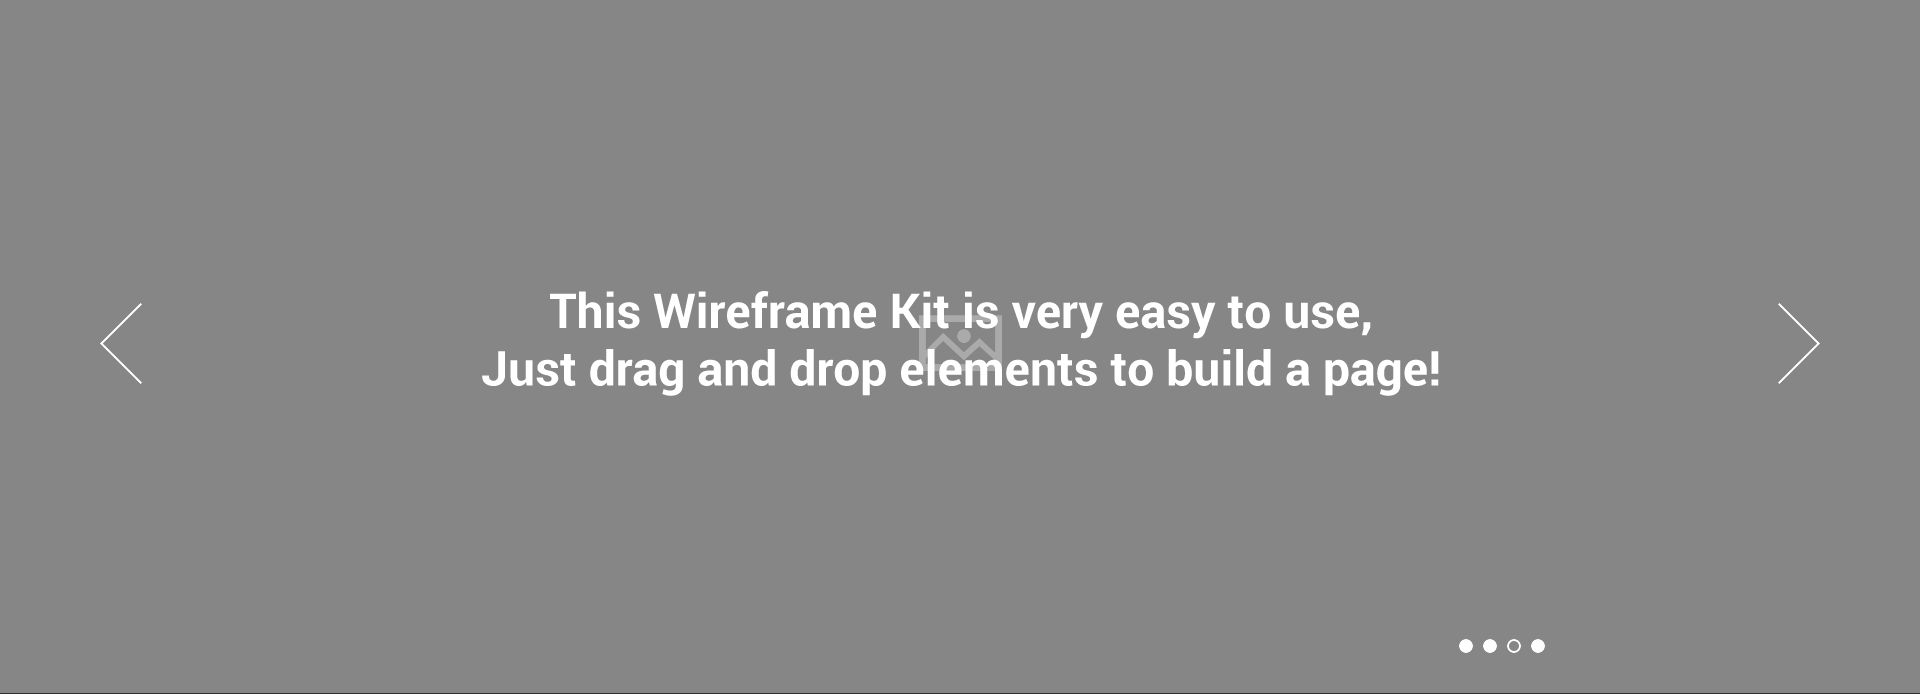 This Wireframe Kit is very easy to use,
Just drag and drop elements to build a page!